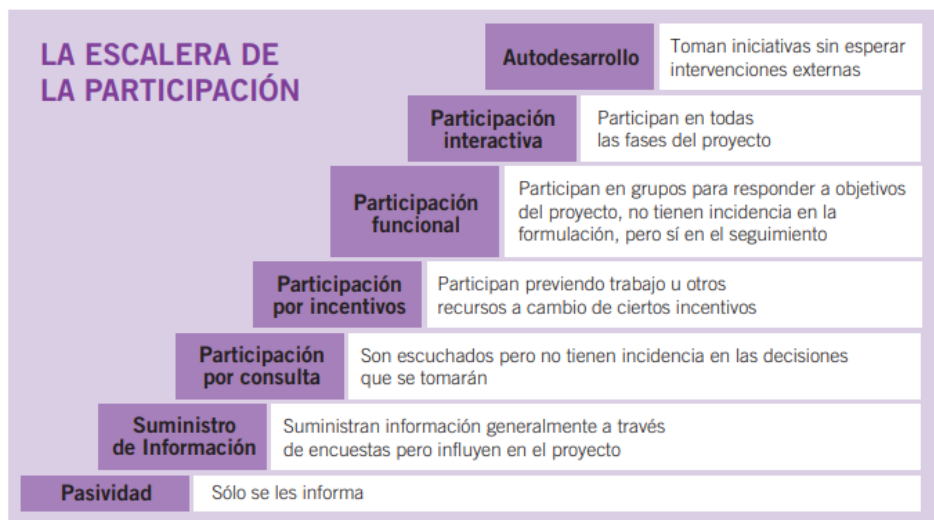 LA ESCALERA DE
LA PARTICIPACIÓN
Autodesarrollo
Toman iniciativas sin esperar
intervenciones externas
Participación
interactiva
Participan en todas
las fases del proyecto
Participación
funcional
Participan en grupos para responder a objetivos
del proyecto, no tienen incidencia en la
formulación, pero sí en el seguimiento
Participación
por incentivos
Participan previendo trabajo u otros
recursos a cambio de ciertos incentivos
Participación
por consulta
Son escuchados pero no tienen incidencia en las decisiones
que se tomarán
Suministro
de Información
Suministran información generalmente a través
de encuestas pero influyen en el proyecto
Pasividad
Sólo se les informa